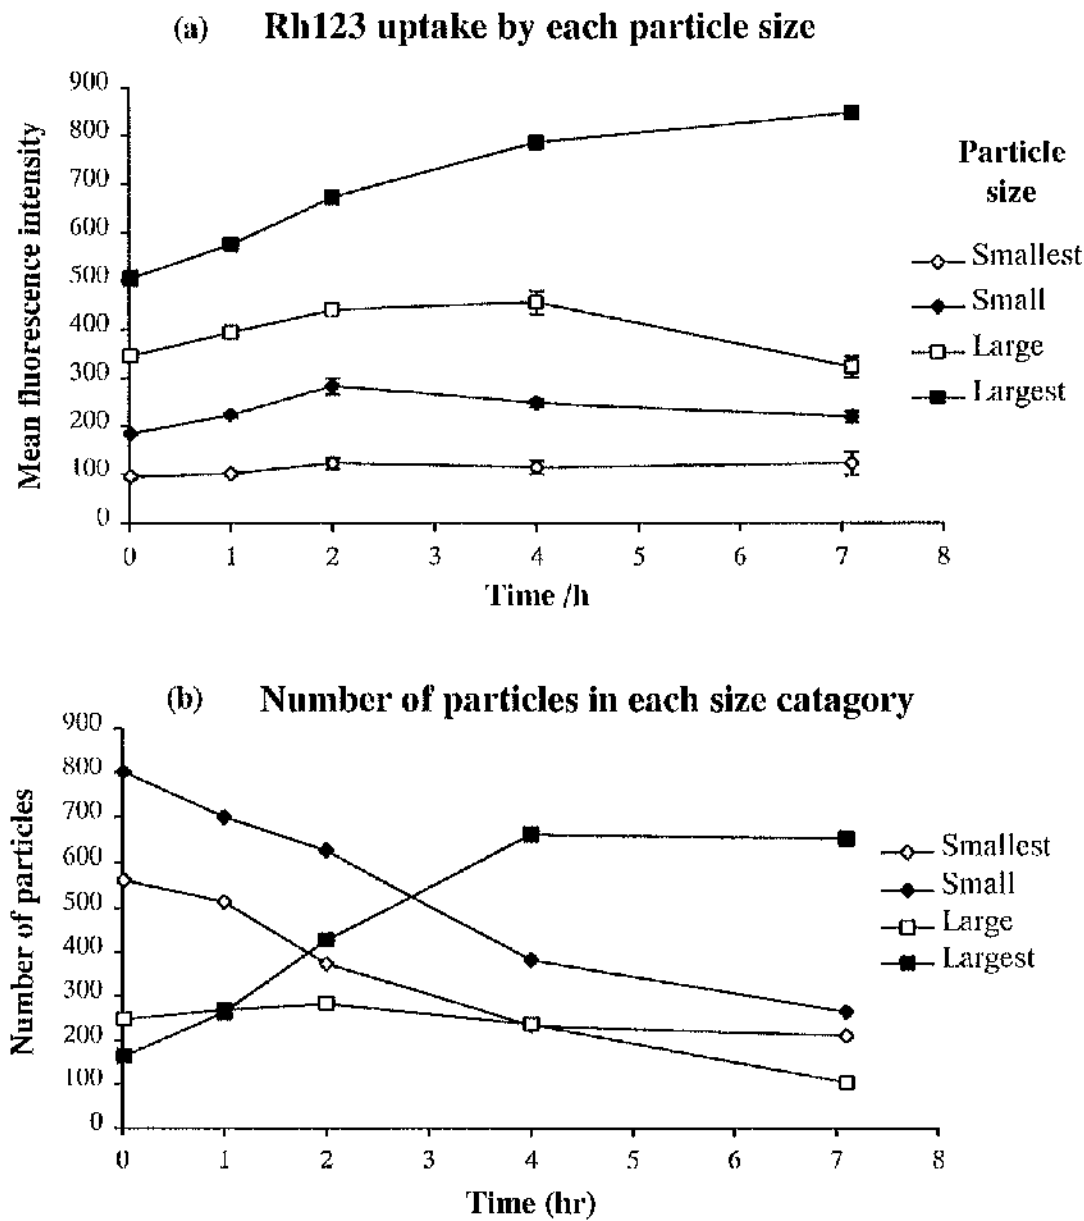 (a) Rh123 uptake by each particle size
900
800
700
600
500
400
300
200
100
0
Mean fluorescence intensity
0 1 2 3 4 5 6 7 8
Time /h
Particle
size
Smallest
Small
Large
Largest
(b) Number of particles in each size catagory
900
800
700
600
500
400
300
200
100
0
Number of particles
0 1 2 3 4 5 6 7 8
Time (hr)
Smallest
Small
Large
Largest